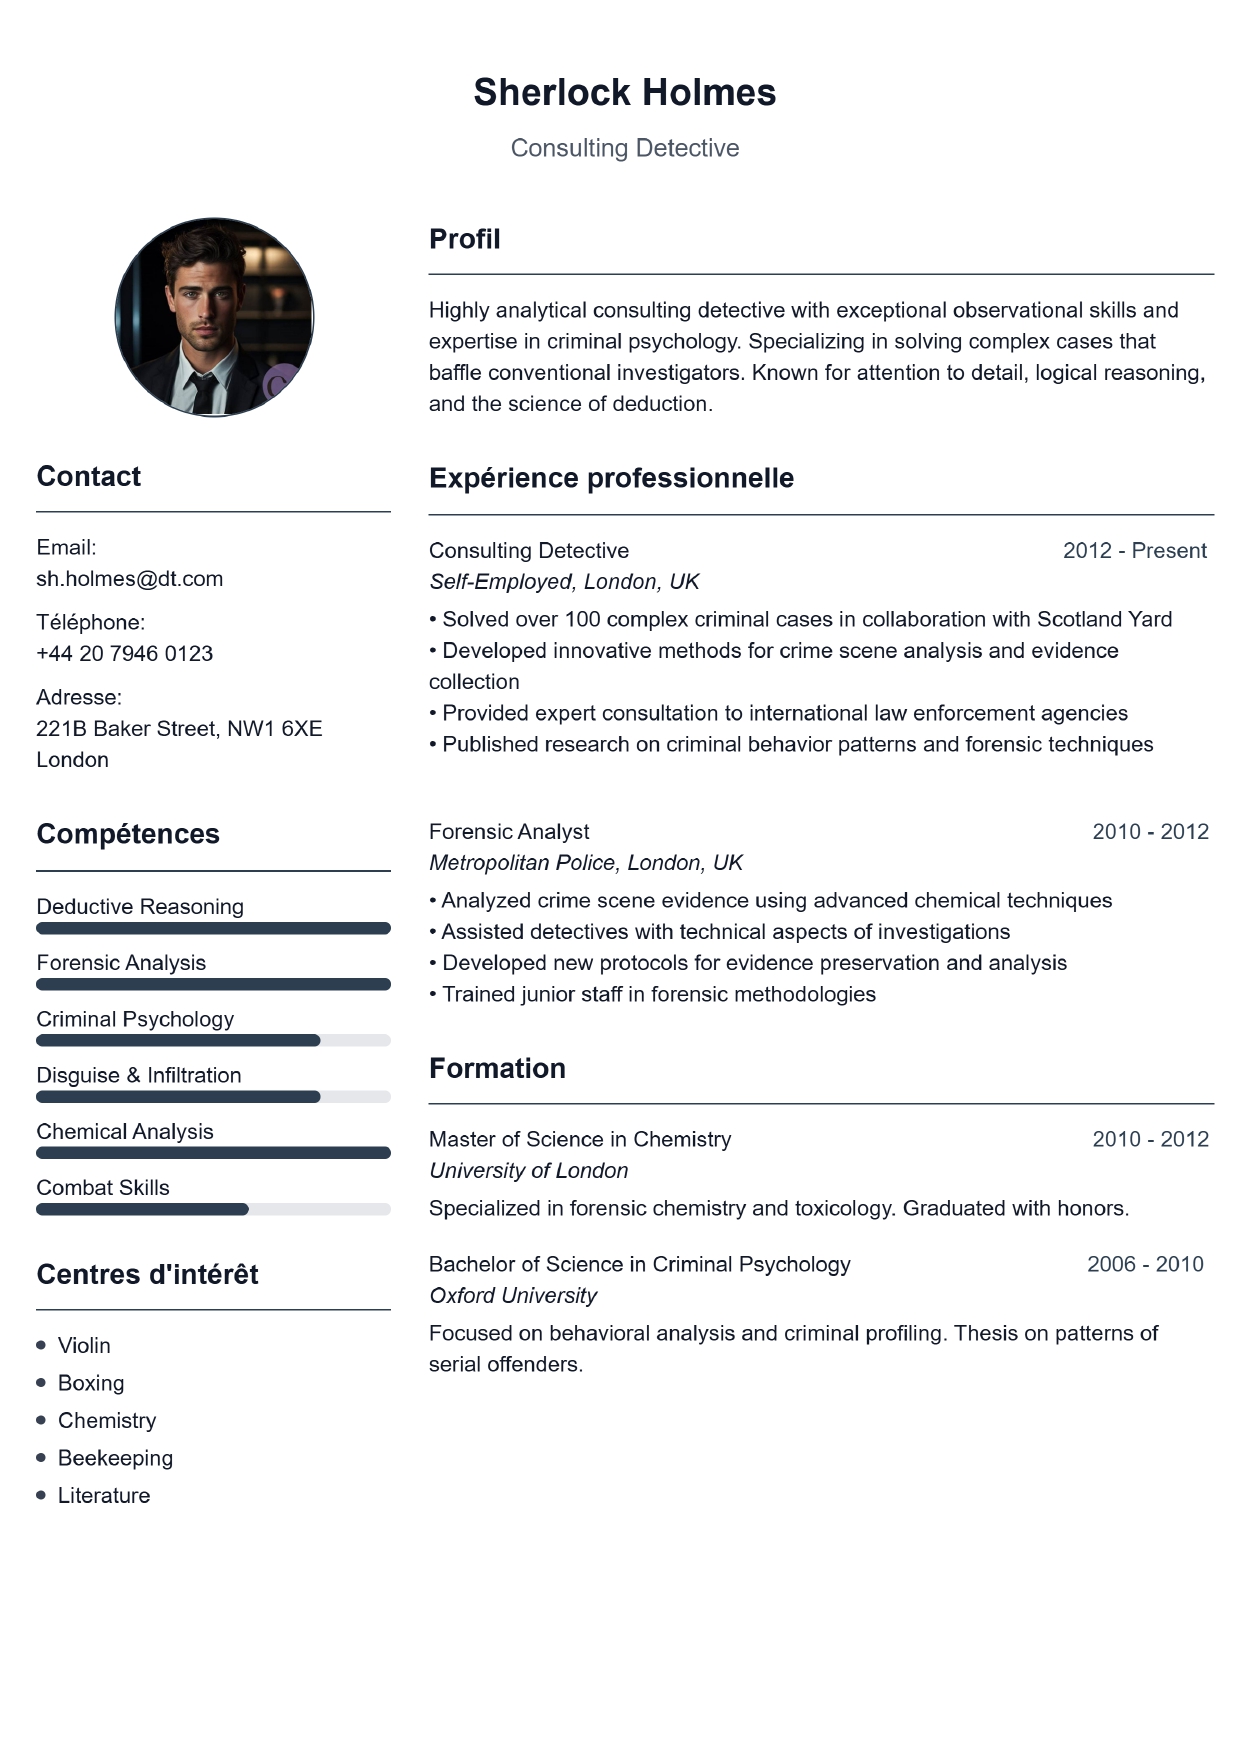 Sherlock Holmes
Consulting Detective
Contact
Email:
sh.holmes@dt.com
Téléphone:
+44 20 7946 0123
Adresse:
221B Baker Street, NW1 6XE
London
Compétences
Deductive Reasoning
Forensic Analysis
Criminal Psychology
Disguise & Infiltration
Chemical Analysis
Combat Skills
Centres d'intérêt
• Violin
• Boxing
• Chemistry
• Beekeeping
• Literature
Profil
Highly analytical consulting detective with exceptional observational skills and
expertise in criminal psychology. Specializing in solving complex cases that
baffle conventional investigators. Known for attention to detail, logical reasoning,
and the science of deduction.
Expérience professionnelle
Consulting Detective 2012 - Present
Self-Employed, London, UK
• Solved over 100 complex criminal cases in collaboration with Scotland Yard
• Developed innovative methods for crime scene analysis and evidence
collection
• Provided expert consultation to international law enforcement agencies
• Published research on criminal behavior patterns and forensic techniques
Forensic Analyst 2010 - 2012
Metropolitan Police, London, UK
• Analyzed crime scene evidence using advanced chemical techniques
• Assisted detectives with technical aspects of investigations
• Developed new protocols for evidence preservation and analysis
• Trained junior staff in forensic methodologies
Formation
Master of Science in Chemistry 2010 - 2012
University of London
Specialized in forensic chemistry and toxicology. Graduated with honors.
Bachelor of Science in Criminal Psychology 2006 - 2010
Oxford University
Focused on behavioral analysis and criminal profiling. Thesis on patterns of
serial offenders.